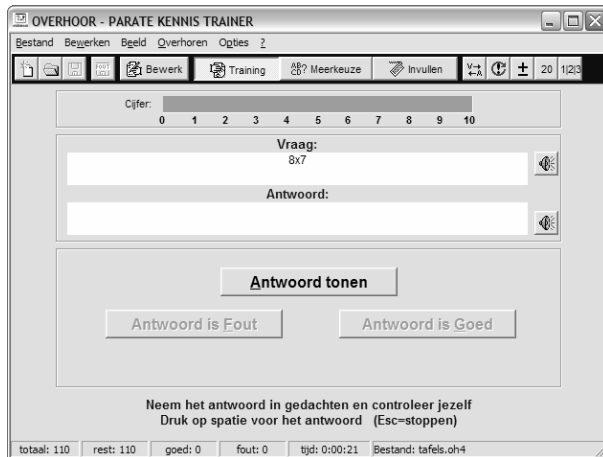 OVERHOOR - PARATE KENNIS TRAINER
Bestand Bewerken Beeld Overhoren Opties ?
FOUT Bewerk Training AB? CD? Meerkeuze Invullen V→ ←A ± 20 1|2|3
Cijfer:
0 1 2 3 4 5 6 7 8 9 10
Vraag:
8x7
Antwoord:
Antwoord tonen
Antwoord is Fout Antwoord is Goed
Neem het antwoord in gedachten en controleer jezelf
Druk op spatie voor het antwoord (Esc=stoppen)
totaal: 110 rest: 110 goed: 0 fout: 0 tijd: 0:00:21 Bestand: tafels.oh4